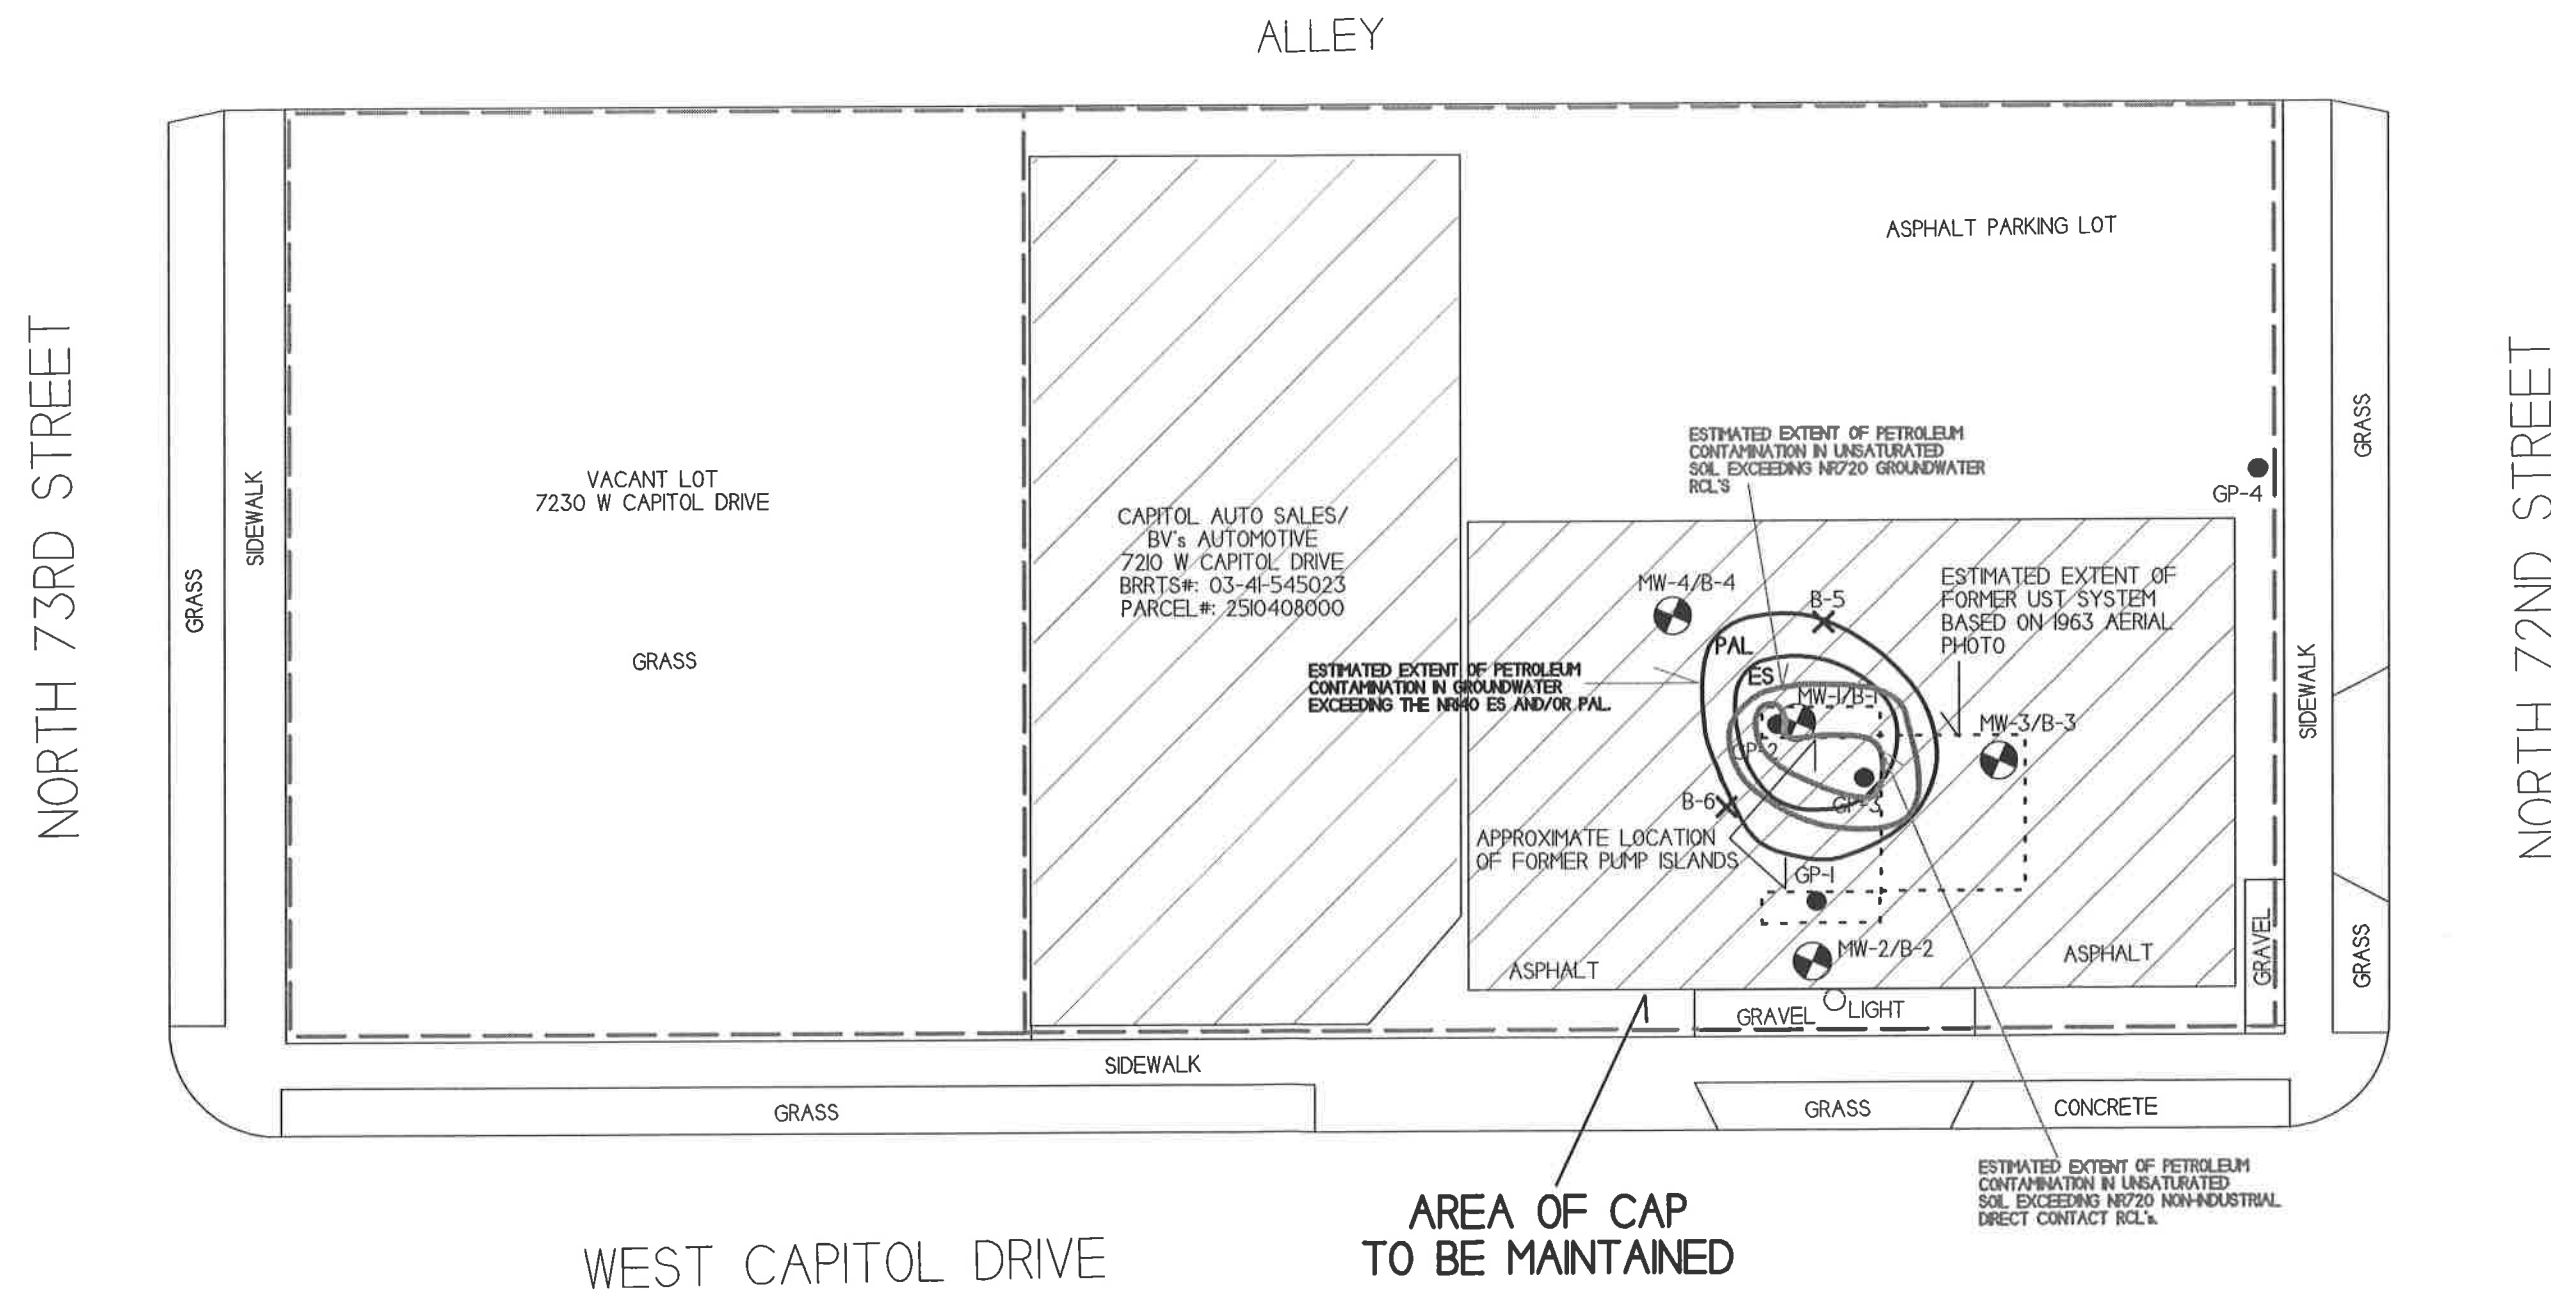 ALLEY
NORTH 73RD STREET
GRASS
SIDEWALK
VACANT LOT
7230 W CAPITOL DRIVE
GRASS
CAPITOL AUTO SALES/
BV's AUTOMOTIVE
7210 W CAPITOL DRIVE
BRRTS#: 03-41-545023
PARCEL#: 2510408000
ASPHALT PARKING LOT
ESTIMATED EXTENT OF PETROLEUM
CONTAMINATION IN UNSATURATED
SOIL EXCEEDING NR720 GROUNDWATER
RCL'S
GP-4
MW-4/B-4
B-5
ESTIMATED EXTENT OF
FORMER UST SYSTEM
BASED ON 1963 AERIAL
PHOTO
PAL
ES
ESTIMATED EXTENT OF PETROLEUM
CONTAMINATION IN GROUNDWATER
EXCEEDING THE NR140 ES AND/OR PAL.
MW-1/B-1
MW-3/B-3
GP-2
B-6
GP-3
APPROXIMATE LOCATION
OF FORMER PUMP ISLANDS
GP-1
MW-2/B-2
ASPHALT
ASPHALT
GRAVEL
LIGHT
GRAVEL
GRASS
SIDEWALK
GRASS
NORTH 72ND STREET
SIDEWALK
GRASS
GRASS
CONCRETE
ESTIMATED EXTENT OF PETROLEUM
CONTAMINATION IN UNSATURATED
SOIL EXCEEDING NR720 NON-INDUSTRIAL
DIRECT CONTACT RCL's.
AREA OF CAP
TO BE MAINTAINED
WEST CAPITOL DRIVE